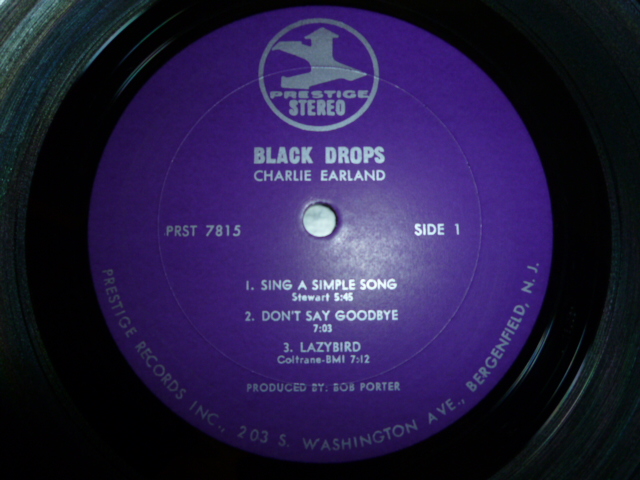 PRESTIGE
STEREO
BLACK DROPS
CHARLIE EARLAND
PRST 7815
SIDE 1
1. SING A SIMPLE SONG
Stewart 5:45
2. DON'T SAY GOODBYE
7:03
3. LAZYBIRD
Coltrane-BMI 7:12
PRODUCED BY: BOB PORTER
PRESTIGE RECORDS INC., 203 S. WASHINGTON AVE., BERGENFIELD, N. J.